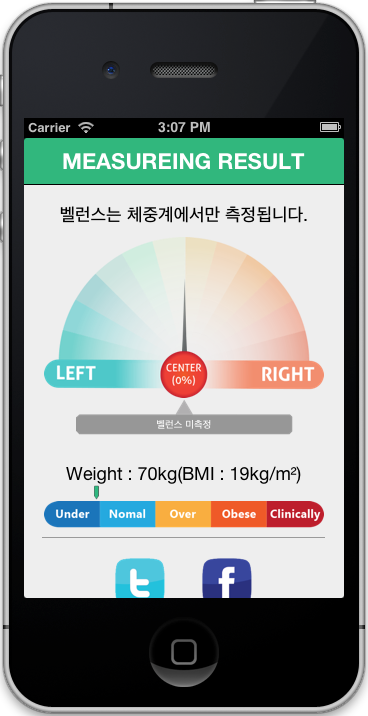 Carrier 3:07 PM
MEASUREING RESULT
벨런스는 체중계에서만 측정됩니다.
LEFT CENTER (0%) RIGHT
벨런스 미측정
Weight : 70kg(BMI : 19kg/m²)
Under Nomal Over Obese Clinically